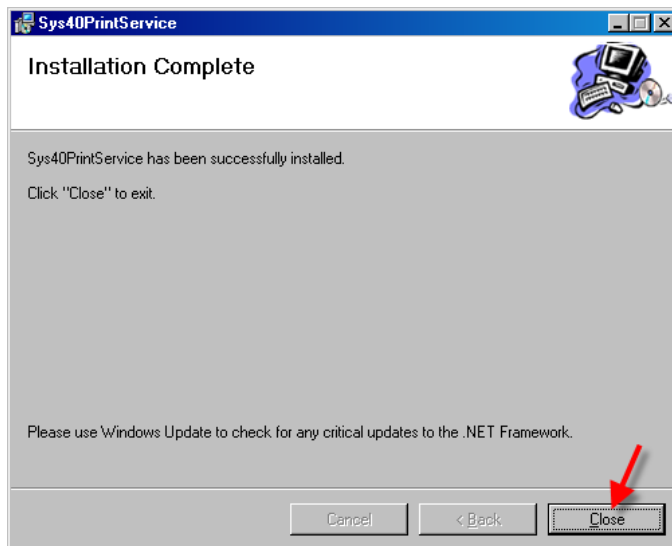 Sys40PrintService
Installation Complete
Sys40PrintService has been successfully installed.
Click "Close" to exit.
Please use Windows Update to check for any critical updates to the .NET Framework.
Cancel
< Back
Close